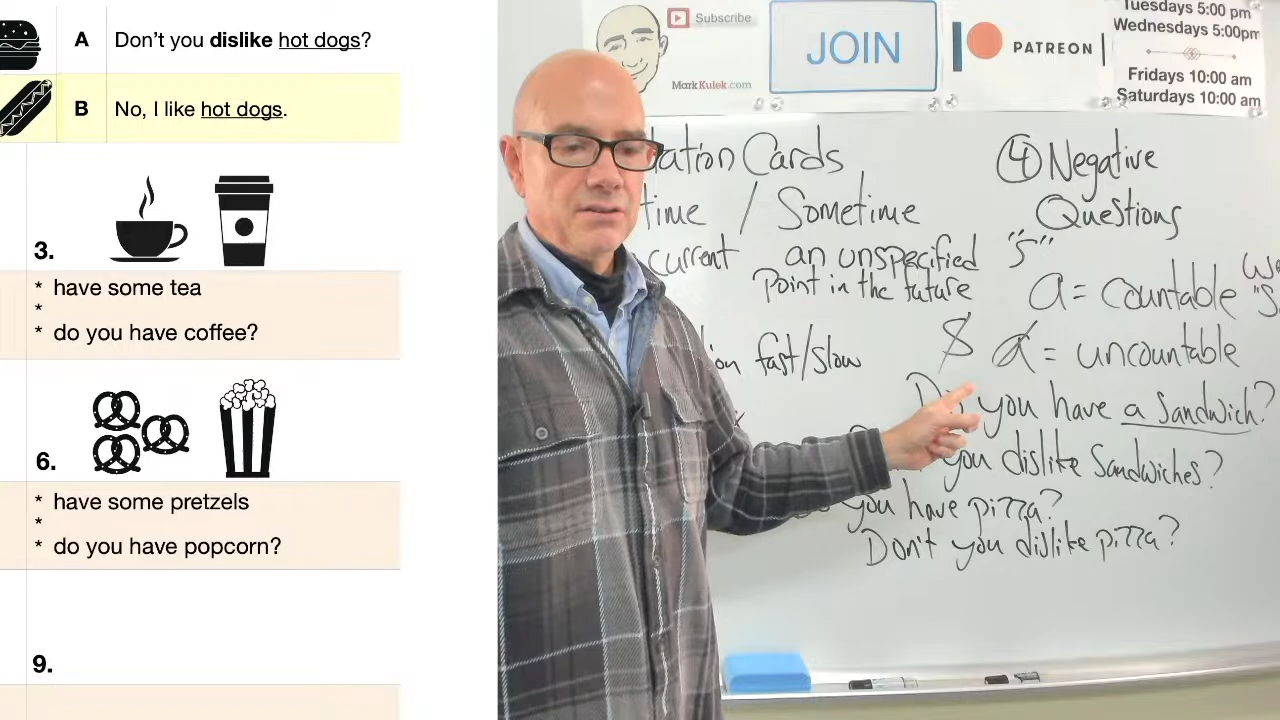 A Don't you dislike hot dogs?
B No, I like hot dogs.
3.
* have some tea
*
* do you have coffee?
6.
* have some pretzels
*
* do you have popcorn?
9.
Subscribe
MarkKulek.com
JOIN
PATREON
Tuesdays 5:00 pm
Wednesdays 5:00pm
Fridays 10:00 am
Saturdays 10:00 am
Cards
time / Sometime
current an unspecified
Point in the future
fast/slow
④ Negative
Questions
"S"
a = countable
"S
S a = uncountable
you have a sandwich?
you dislike sandwiches?
you have pizza?
Don't you dislike pizza?